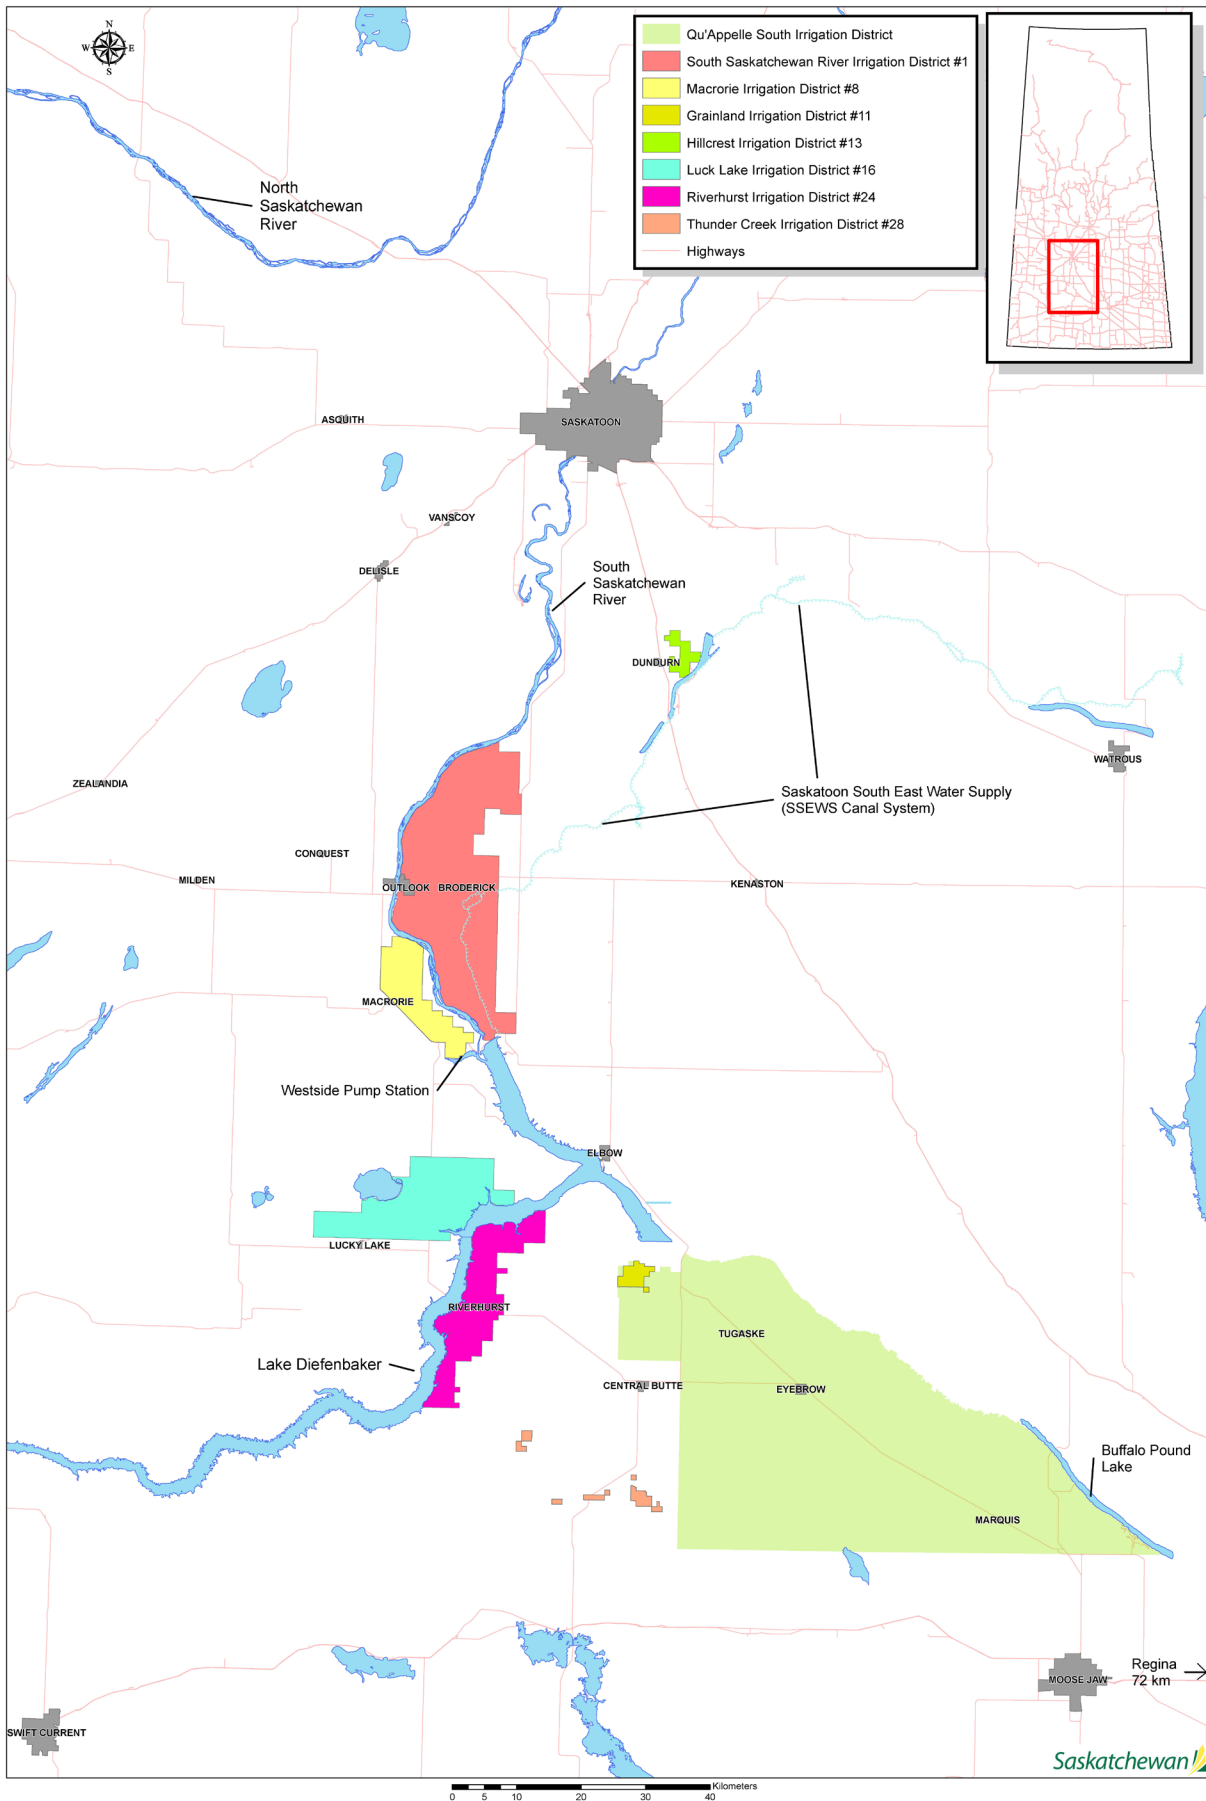 N
W E
S
Qu'Appelle South Irrigation District
South Saskatchewan River Irrigation District #1
Macrorie Irrigation District #8
Grainland Irrigation District #11
Hillcrest Irrigation District #13
Luck Lake Irrigation District #16
Riverhurst Irrigation District #24
Thunder Creek Irrigation District #28
Highways
North
Saskatchewan
River
ASQUITH
SASKATOON
VANSCOY
DELISLE
South
Saskatchewan
River
DUNDURN
WATROUS
ZEALANDIA
Saskatoon South East Water Supply
(SSEWS Canal System)
CONQUEST
MILDEN
OUTLOOK
BRODERICK
KENASTON
MACRORIE
Westside Pump Station
ELBOW
LUCKY LAKE
RIVERHURST
TUGASKE
Lake Diefenbaker
CENTRAL BUTTE
EYEBROW
Buffalo Pound
Lake
MARQUIS
Regina
72 km
MOOSE JAW
SWIFT CURRENT
Saskatchewan
Kilometers
0 5 10 20 30 40